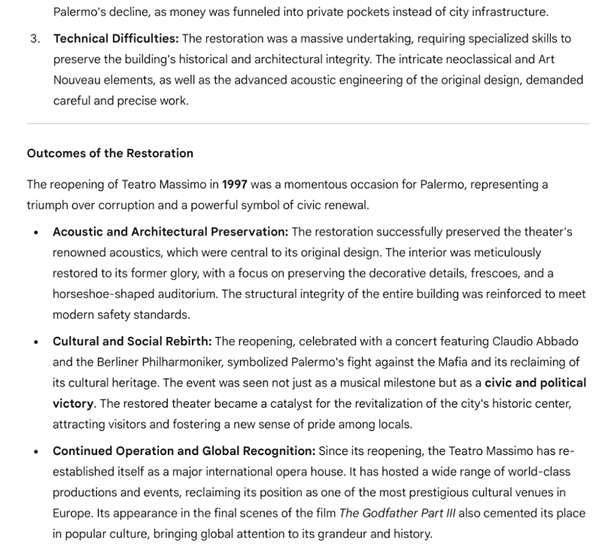 Palermo's decline, as money was funneled into private pockets instead of city infrastructure.
3. Technical Difficulties: The restoration was a massive undertaking, requiring specialized skills to
preserve the building's historical and architectural integrity. The intricate neoclassical and Art
Nouveau elements, as well as the advanced acoustic engineering of the original design, demanded
careful and precise work.
Outcomes of the Restoration
The reopening of Teatro Massimo in 1997 was a momentous occasion for Palermo, representing a
triumph over corruption and a powerful symbol of civic renewal.
• Acoustic and Architectural Preservation: The restoration successfully preserved the theater's
renowned acoustics, which were central to its original design. The interior was meticulously
restored to its former glory, with a focus on preserving the decorative details, frescoes, and a
horseshoe-shaped auditorium. The structural integrity of the entire building was reinforced to meet
modern safety standards.
• Cultural and Social Rebirth: The reopening, celebrated with a concert featuring Claudio Abbado
and the Berliner Philharmoniker, symbolized Palermo's fight against the Mafia and its reclaiming of
its cultural heritage. The event was seen not just as a musical milestone but as a civic and political
victory. The restored theater became a catalyst for the revitalization of the city's historic center,
attracting visitors and fostering a new sense of pride among locals.
• Continued Operation and Global Recognition: Since its reopening, the Teatro Massimo has re-
established itself as a major international opera house. It has hosted a wide range of world-class
productions and events, reclaiming its position as one of the most prestigious cultural venues in
Europe. Its appearance in the final scenes of the film The Godfather Part III also cemented its place
in popular culture, bringing global attention to its grandeur and history.